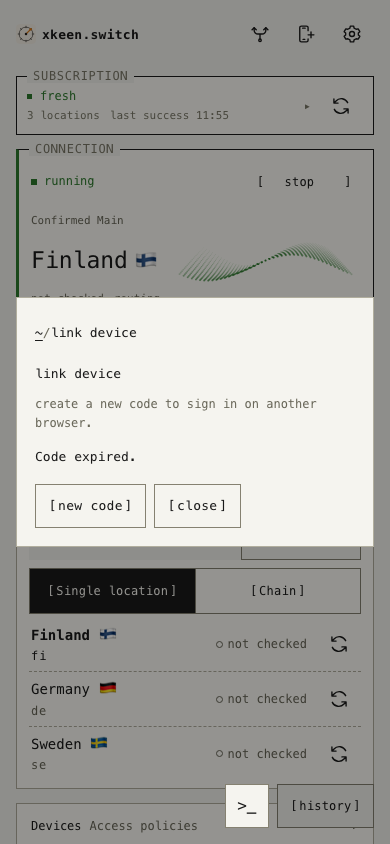 xkeen.switch
SUBSCRIPTION
fresh
3 locations last success 11:55
CONNECTION
running
[ stop ]
Confirmed Main
Finland
~/link device
link device
create a new code to sign in on another
browser.
Code expired.
[new code] [close]
[Single location] [Chain]
Finland
not checked
fi
Germany
not checked
de
Sweden
not checked
se
>_ [history]
Devices Access policies